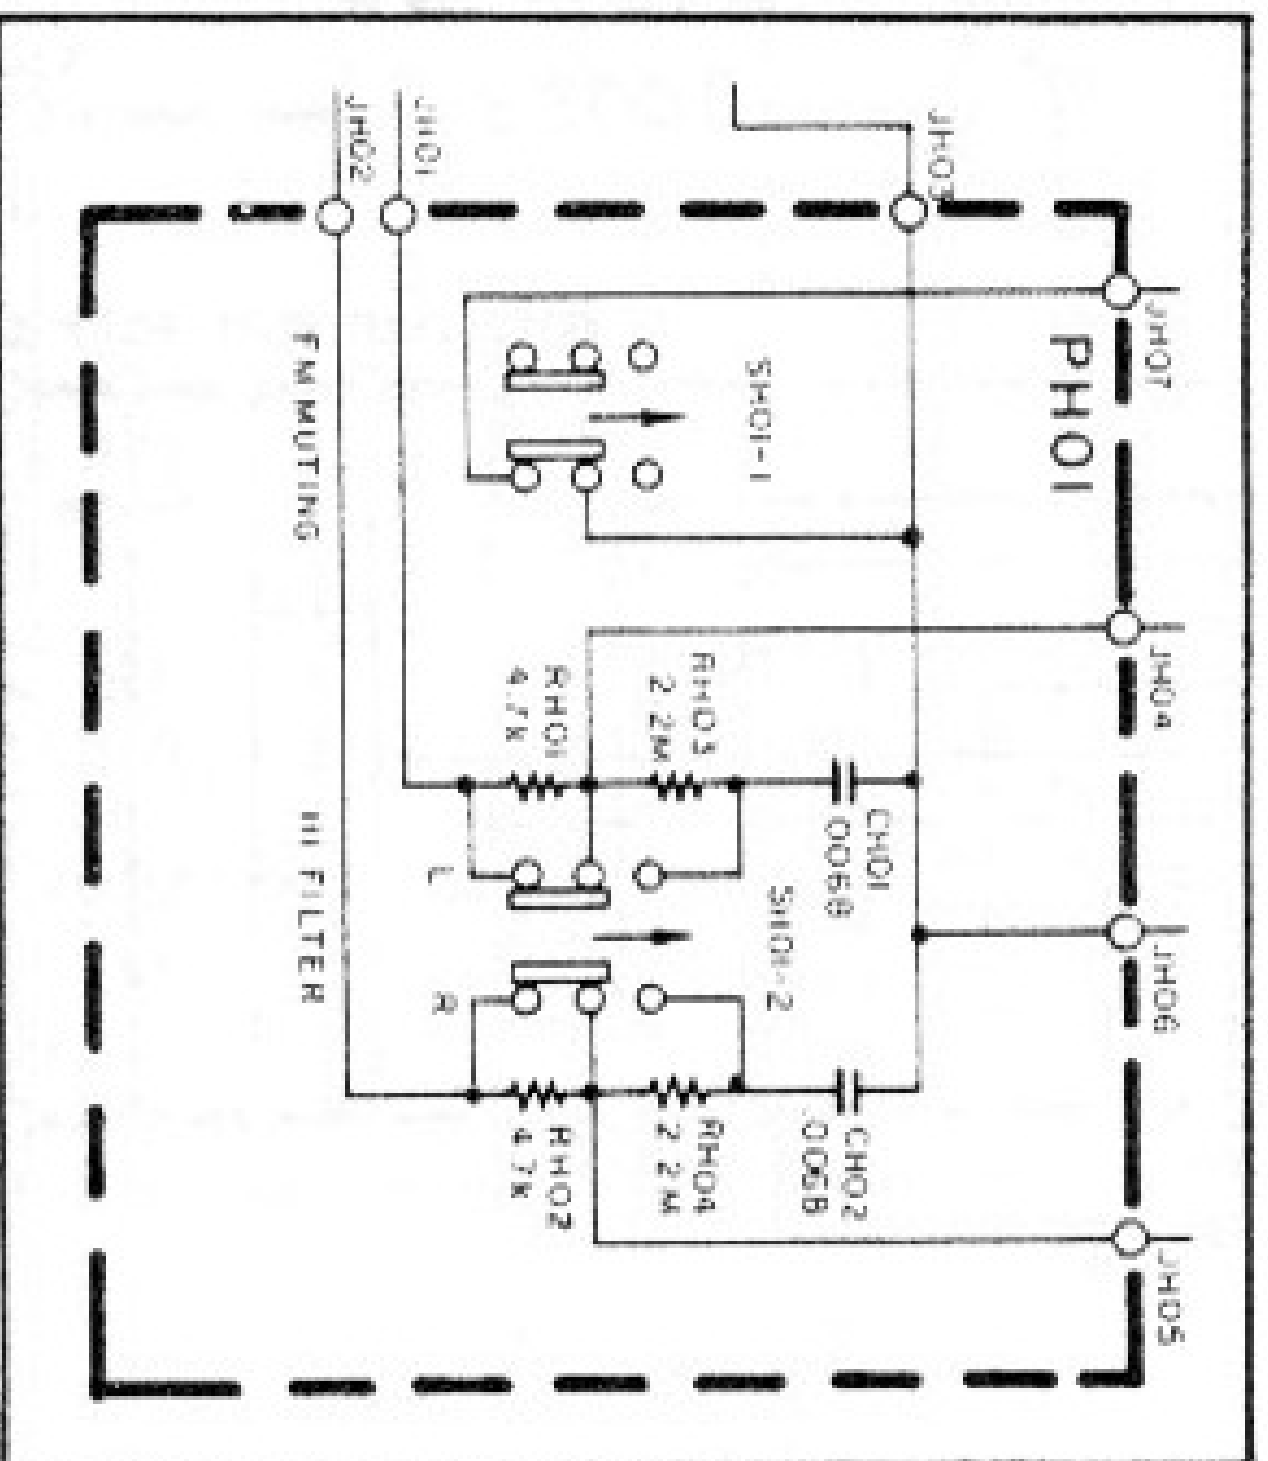 JH02
JH01
JH03
JH07
PH01
SH01-1
FM MUTING
JH04
RH03
2.2M
RH01
4.7K
CH01
.0068
JH06
SH01-2
L
R
HI FILTER
RH02
4.7K
RH04
2.2M
CH02
.0068
JH05